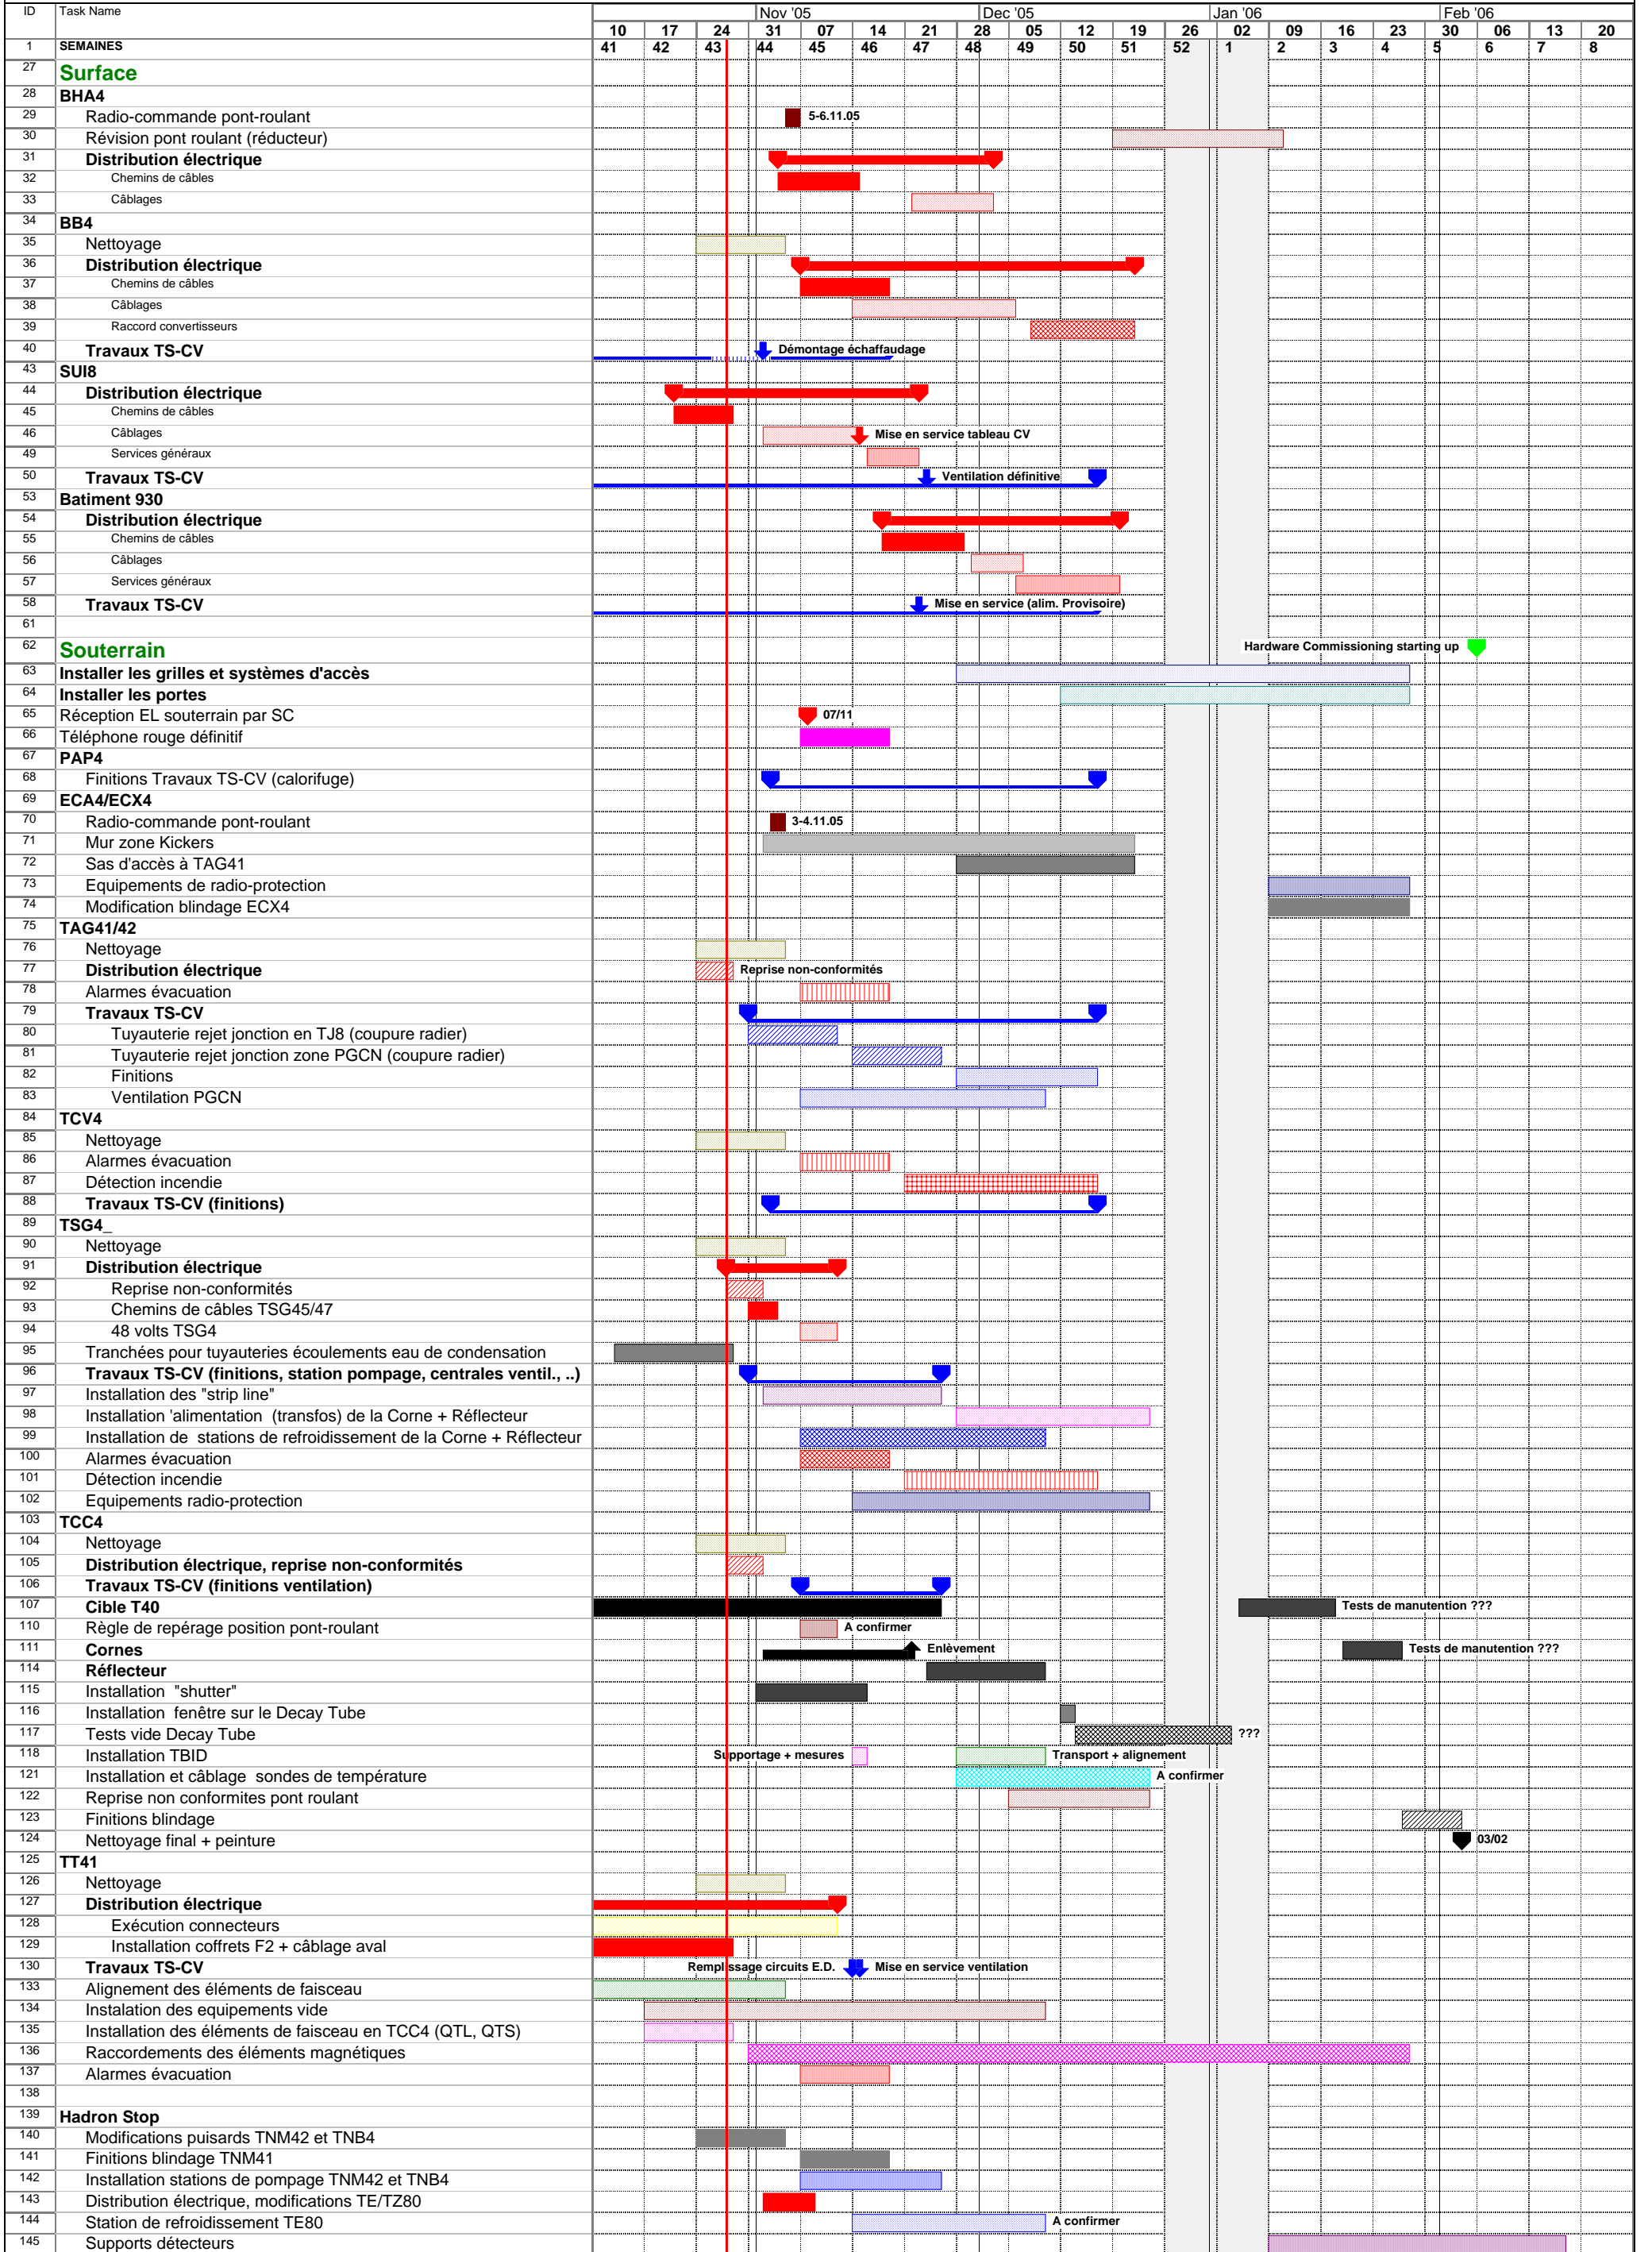 ID Task Name Nov '05 Dec '05 Jan '06 Feb '06
10 17 24 31 07 14 21 28 05 12 19 26 02 09 16 23 30 06 13 20
1 SEMAINES 41 42 43 44 45 46 47 48 49 50 51 52 1 2 3 4 5 6 7 8
27 Surface
28 BHA4
29 Radio-commande pont-roulant 5-6.11.05
30 Révision pont roulant (réducteur)
31 Distribution électrique
32 Chemins de câbles
33 Câblages
34 BB4
35 Nettoyage
36 Distribution électrique
37 Chemins de câbles
38 Câblages
39 Raccord convertisseurs
40 Travaux TS-CV Démontage échaffaudage
43 SUI8
44 Distribution électrique
45 Chemins de câbles
46 Câblages Mise en service tableau CV
49 Services généraux
50 Travaux TS-CV Ventilation définitive
53 Batiment 930
54 Distribution électrique
55 Chemins de câbles
56 Câblages
57 Services généraux
58 Travaux TS-CV Mise en service (alim. Provisoire)
61
62 Souterrain Hardware Commissioning starting up
63 Installer les grilles et systèmes d'accès
64 Installer les portes
65 Réception EL souterrain par SC 07/11
66 Téléphone rouge définitif
67 PAP4
68 Finitions Travaux TS-CV (calorifuge)
69 ECA4/ECX4
70 Radio-commande pont-roulant 3-4.11.05
71 Mur zone Kickers
72 Sas d'accès à TAG41
73 Equipements de radio-protection
74 Modification blindage ECX4
75 TAG41/42
76 Nettoyage
77 Distribution électrique Reprise non-conformités
78 Alarmes évacuation
79 Travaux TS-CV
80 Tuyauterie rejet jonction en TJ8 (coupure radier)
81 Tuyauterie rejet jonction zone PGCN (coupure radier)
82 Finitions
83 Ventilation PGCN
84 TCV4
85 Nettoyage
86 Alarmes évacuation
87 Détection incendie
88 Travaux TS-CV (finitions)
89 TSG4_
90 Nettoyage
91 Distribution électrique
92 Reprise non-conformités
93 Chemins de câbles TSG45/47
94 48 volts TSG4
95 Tranchées pour tuyauteries écoulements eau de condensation
96 Travaux TS-CV (finitions, station pompage, centrales ventil., ..)
97 Installation des "strip line"
98 Installation 'alimentation (transfos) de la Corne + Réflecteur
99 Installation de stations de refroidissement de la Corne + Réflecteur
100 Alarmes évacuation
101 Détection incendie
102 Equipements radio-protection
103 TCC4
104 Nettoyage
105 Distribution électrique, reprise non-conformités
106 Travaux TS-CV (finitions ventilation)
107 Cible T40 Tests de manutention ???
110 Règle de repérage position pont-roulant A confirmer
111 Cornes Enlèvement Tests de manutention ???
114 Réflecteur
115 Installation "shutter"
116 Installation fenêtre sur le Decay Tube
117 Tests vide Decay Tube ???
118 Installation TBID Supportage + mesures Transport + alignement
121 Installation et câblage sondes de température A confirmer
122 Reprise non conformites pont roulant
123 Finitions blindage
124 Nettoyage final + peinture 03/02
125 TT41
126 Nettoyage
127 Distribution électrique
128 Exécution connecteurs
129 Installation coffrets F2 + câblage aval
130 Travaux TS-CV Remplissage circuits E.D. Mise en service ventilation
133 Alignement des éléments de faisceau
134 Instalation des equipements vide
135 Installation des éléments de faisceau en TCC4 (QTL, QTS)
136 Raccordements des éléments magnétiques
137 Alarmes évacuation
138
139 Hadron Stop
140 Modifications puisards TNM42 et TNB4
141 Finitions blindage TNM41
142 Installation stations de pompage TNM42 et TNB4
143 Distribution électrique, modifications TE/TZ80
144 Station de refroidissement TE80 A confirmer
145 Supports détecteurs